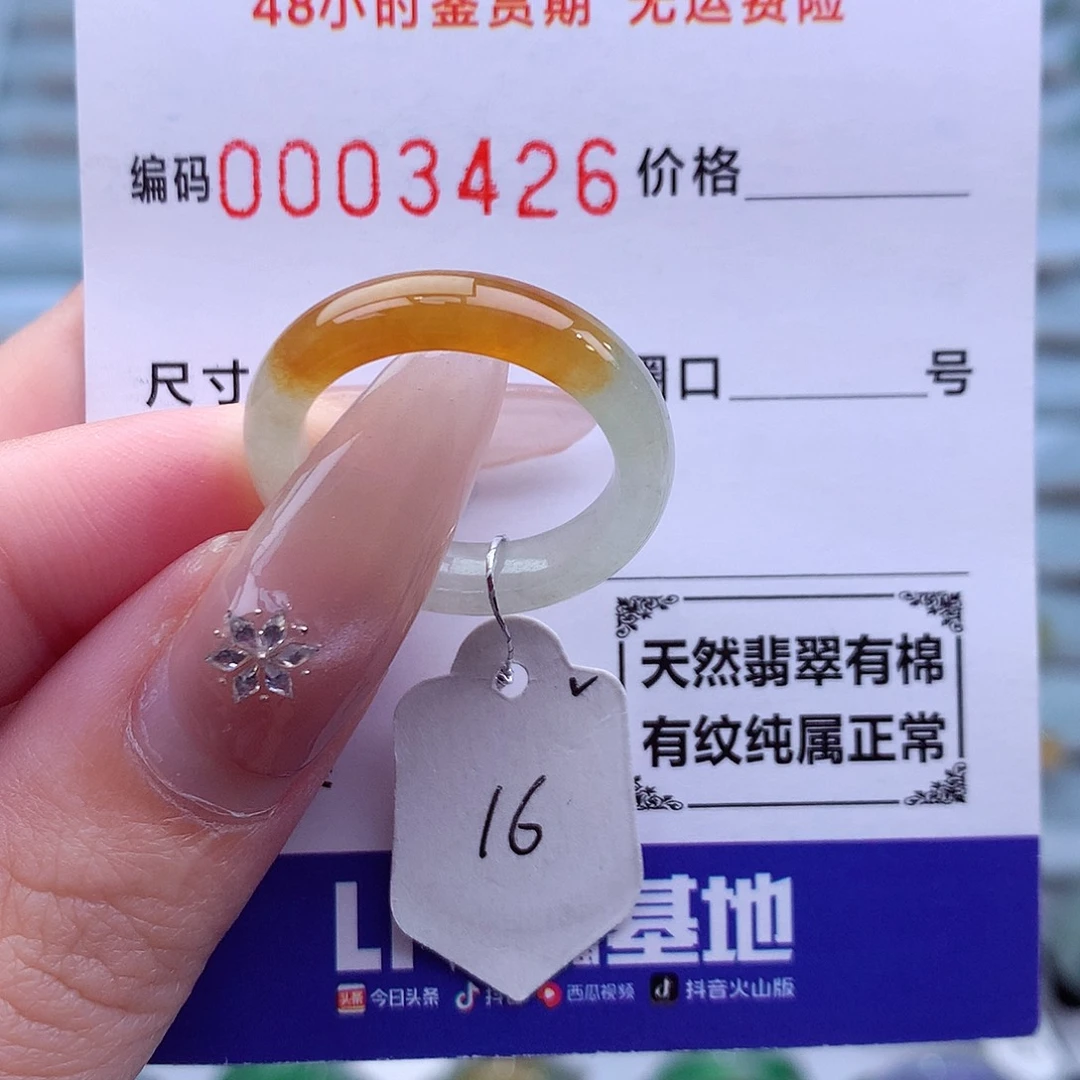 48小时鉴赏期 无运费险
编码0003426 价格
尺寸 圈口 号
天然翡翠有棉
有纹纯属正常
16
基地
今日头条 抖音 西瓜视频 抖音火山版